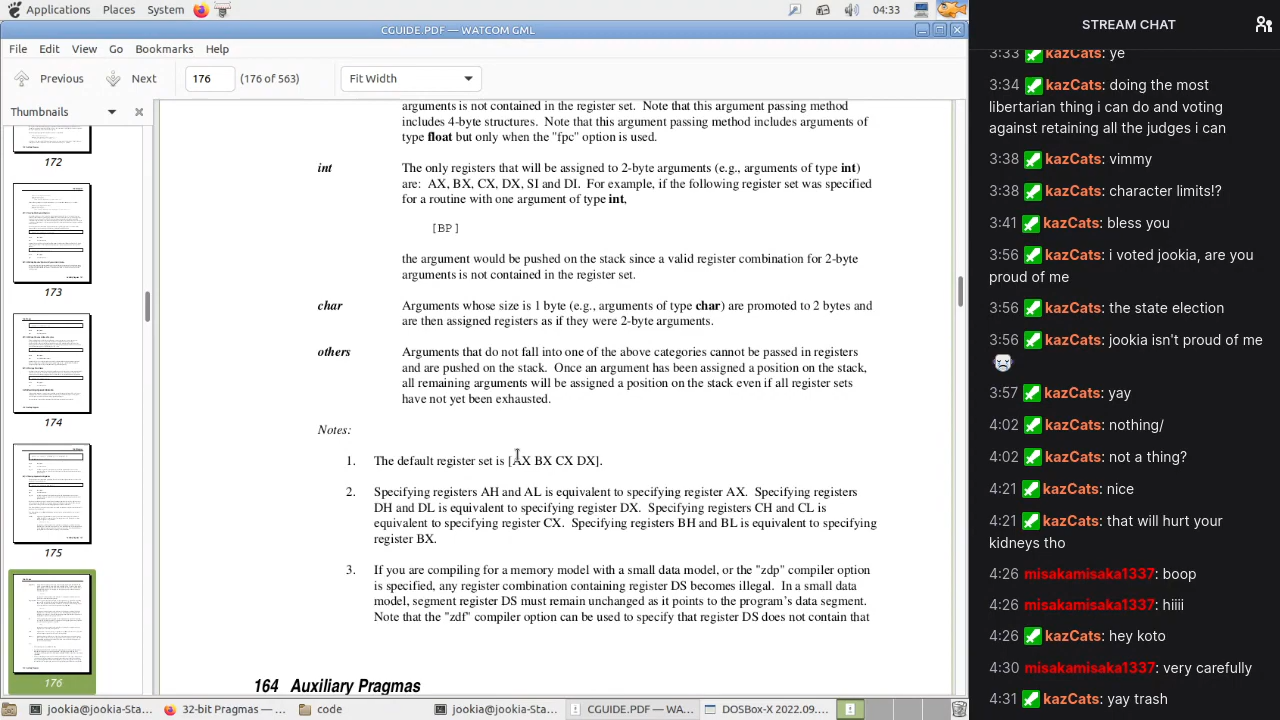 Applications Places System 04:33
CGUIDE.PDF — WATCOM GML
File Edit View Go Bookmarks Help
Previous Next 176 (176 of 563) Fit Width
Thumbnails
172
173
174
175
176
arguments is not contained in the register set. Note that this argument passing method
includes 4-byte structures. Note that this argument passing method includes arguments of
type float but only when the "fpc" option is used.
int The only registers that will be assigned to 2-byte arguments (e.g., arguments of type int)
are: AX, BX, CX, DX, SI and DI. For example, if the following register set was specified
for a routine with one argument of type int,
[BP]
the argument would be pushed on the stack since a valid register combination for 2-byte
arguments is not contained in the register set.
char Arguments whose size is 1 byte (e.g., arguments of type char) are promoted to 2 bytes and
are then assigned registers as if they were 2-byte arguments.
others Arguments that do not fall into one of the above categories cannot be passed in registers
and are pushed on the stack. Once an argument has been assigned a position on the stack,
all remaining arguments will be assigned a position on the stack even if all register sets
have not yet been exhausted.
Notes:
1. The default register set is [AX BX CX DX].
2. Specifying registers AH and AL is equivalent to specifying register AX. Specifying registers
DH and DL is equivalent to specifying register DX. Specifying registers CH and CL is
equivalent to specifying register CX. Specifying registers BH and BL is equivalent to specifying
register BX.
3. If you are compiling for a memory model with a small data model, or the "zdp" compiler option
is specified, any register combination containing register DS becomes illegal. In a small data
model, segment register DS must remain unchanged as it points to the program's data segment.
Note that the "zdf" compiler option can be used to specify that register DS does not contain that
164 Auxiliary Pragmas
jookia@jookia-Sta... 32-bit Pragmas - ... cs jookia@jookia-Sta... CGUIDE.PDF — WA... DOSBox-X 2022.09....
STREAM CHAT
3:33 kazCats: ye
3:34 kazCats: doing the most
libertarian thing i can do and voting
against retaining all the judges i can
3:38 kazCats: vimmy
3:38 kazCats: character limits!?
3:41 kazCats: bless you
3:56 kazCats: i voted jookia, are you
proud of me
3:56 kazCats: the state election
3:56 kazCats: jookia isn't proud of me
3:57 kazCats: yay
4:02 kazCats: nothing/
4:02 kazCats: not a thing?
4:21 kazCats: nice
4:21 kazCats: that will hurt your
kidneys tho
4:26 misakamisaka1337: boup
4:26 misakamisaka1337: hiiii
4:26 kazCats: hey koto
4:30 misakamisaka1337: very carefully
4:31 kazCats: yay trash